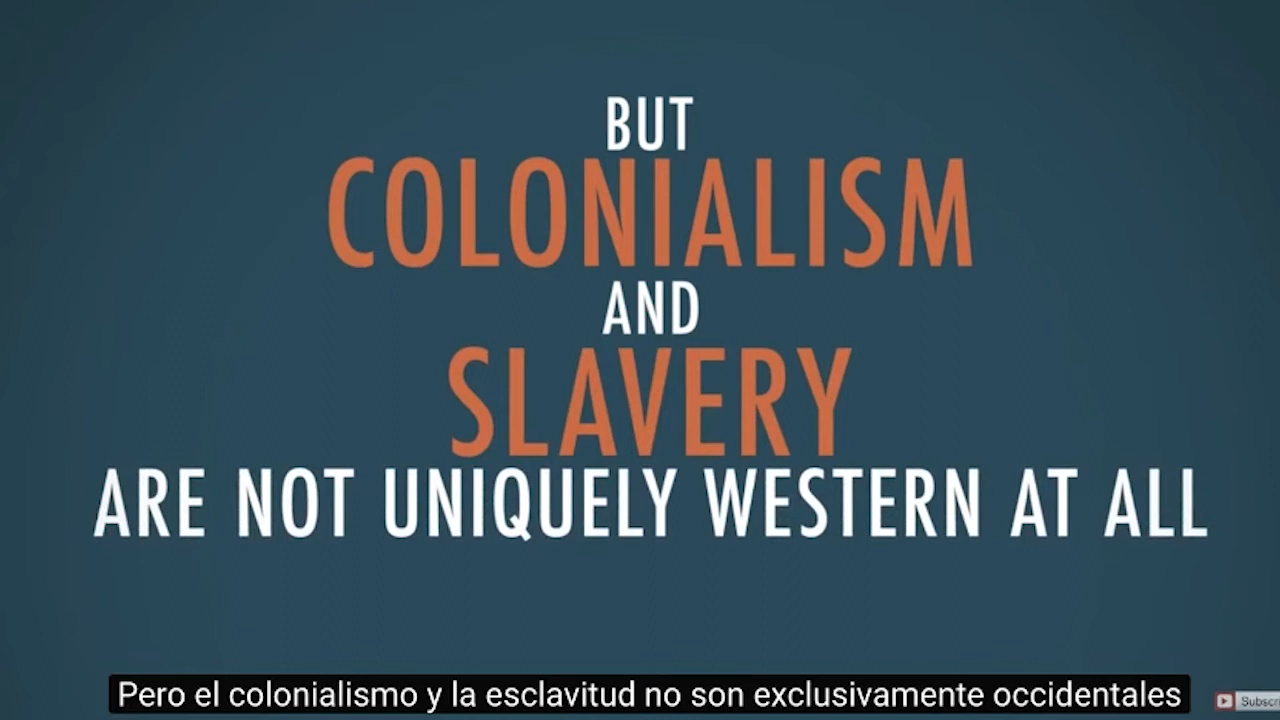 BUT
COLONIALISM
AND
SLAVERY
ARE NOT UNIQUELY WESTERN AT ALL
Pero el colonialismo y la esclavitud no son exclusivamente occidentales
Subsc